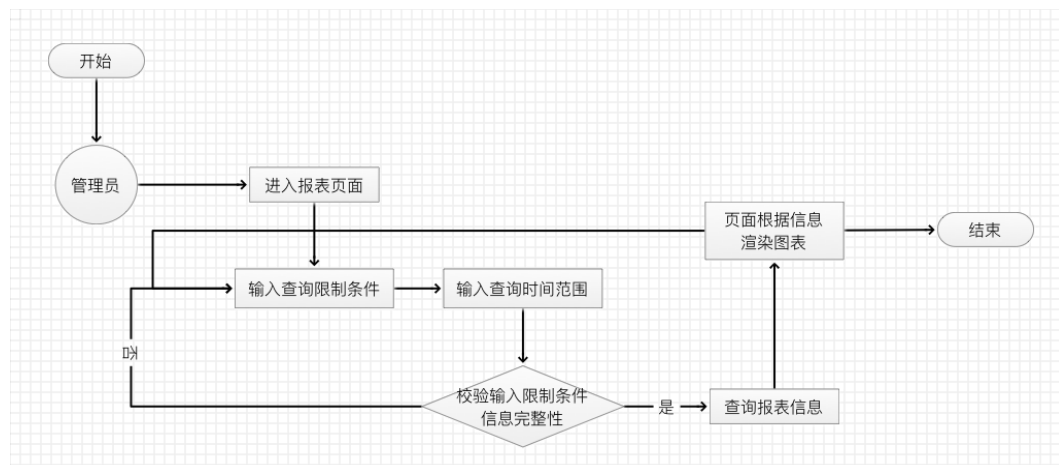 开始
管理员
进入报表页面
页面根据信息
渲染图表
结束
输入查询限制条件
输入查询时间范围
否
校验输入限制条件
信息完整性
是
查询报表信息